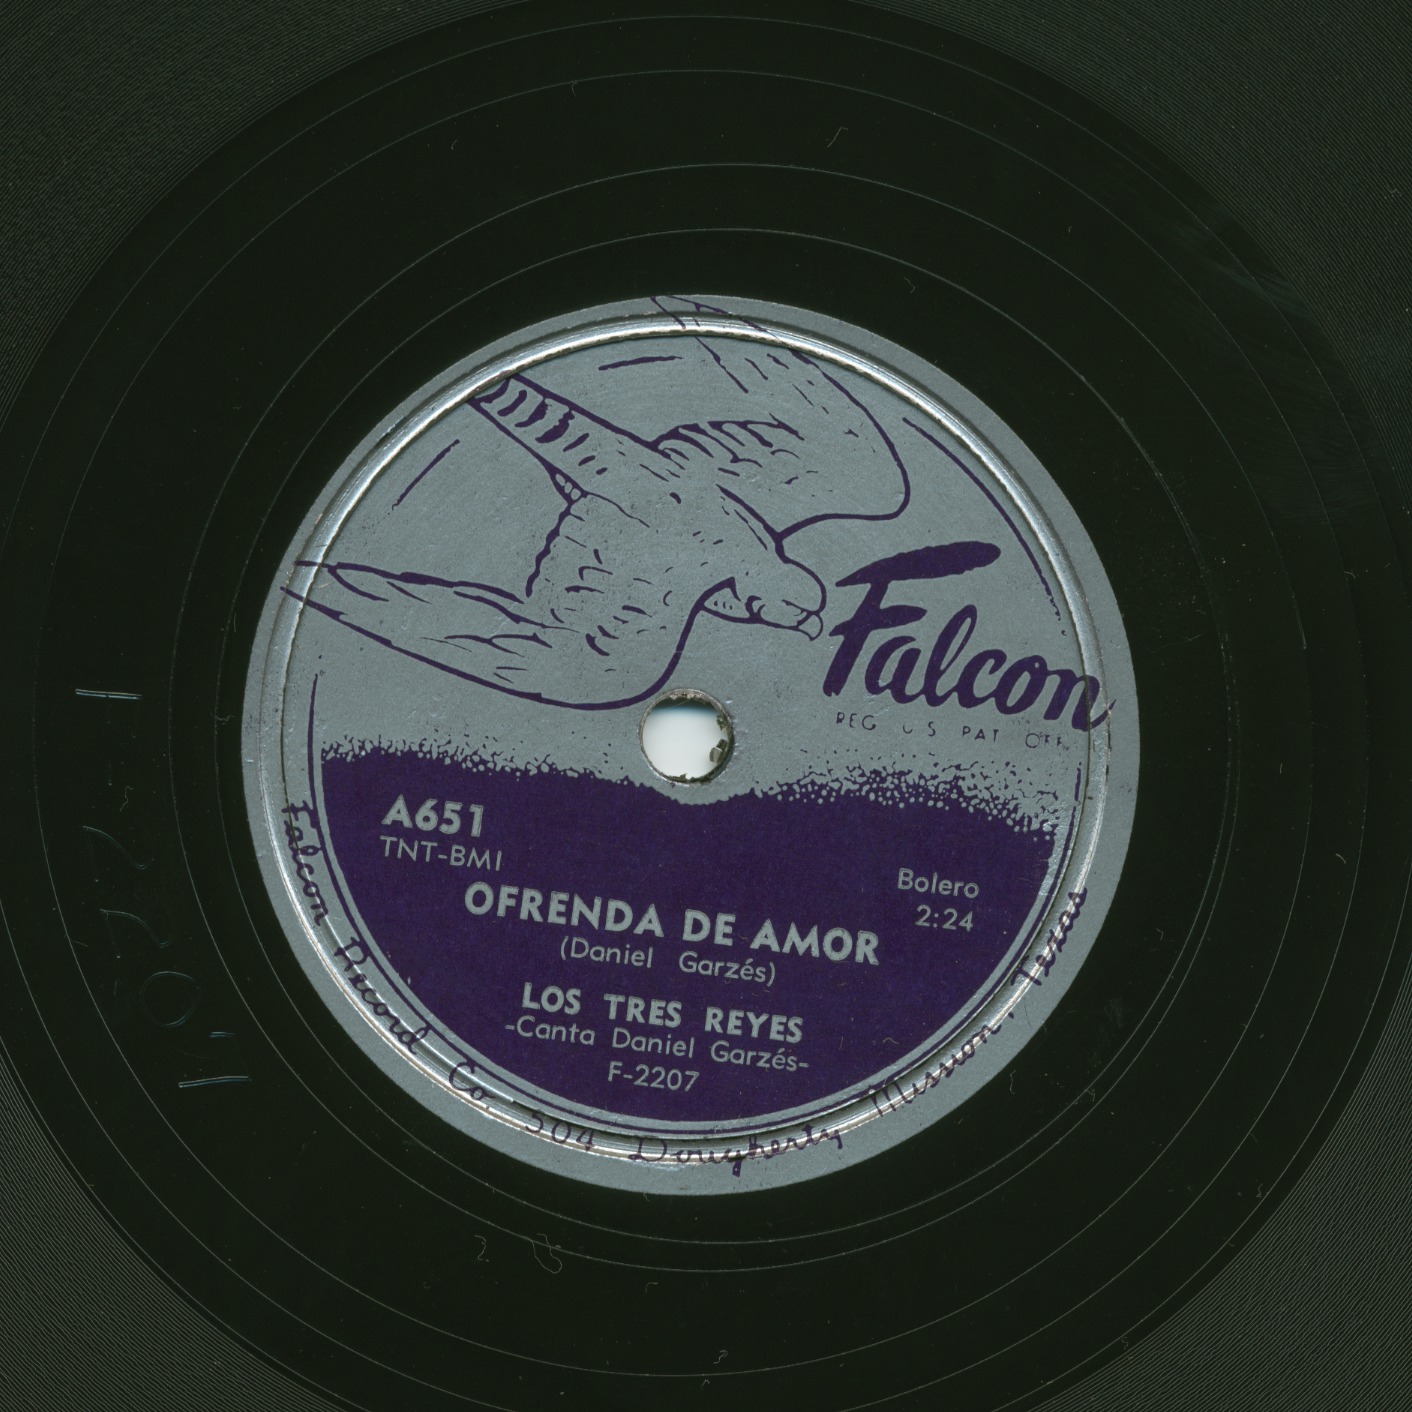 Falcon
REG U S PAT OFF.
A651
TNT-BMI
Bolero
2:24
OFRENDA DE AMOR
(Daniel Garzés)
LOS TRES REYES
-Canta Daniel Garzés-
F-2207
Falcon Record Co. - 504 Dougherty, Mission, Texas